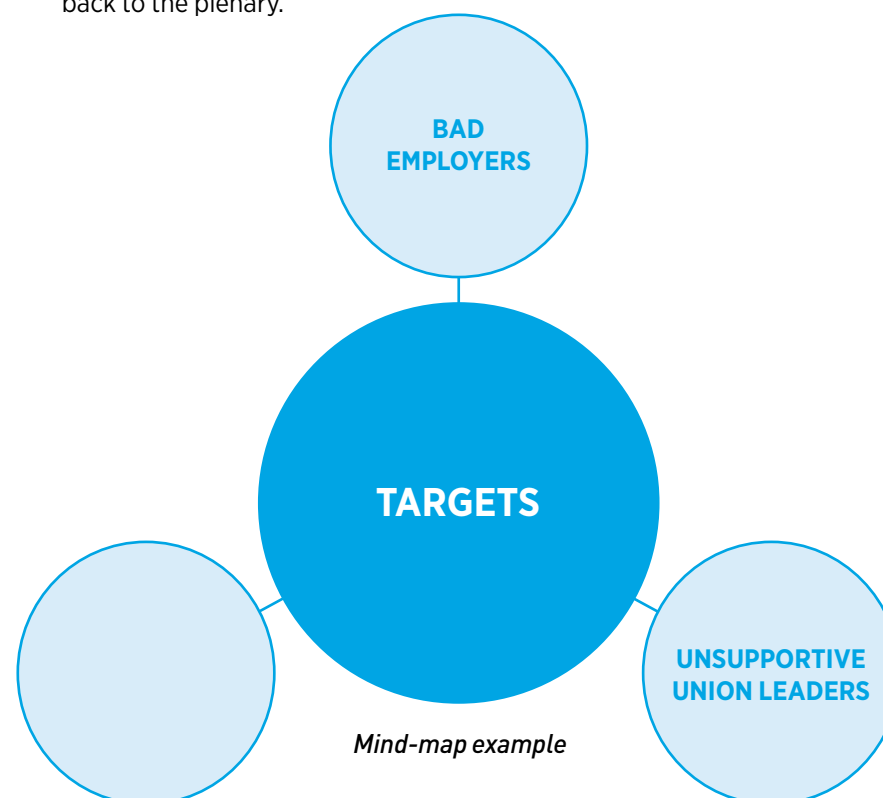 back to the plenary.
BAD
EMPLOYERS
TARGETS
UNSUPPORTIVE
UNION LEADERS
Mind-map example